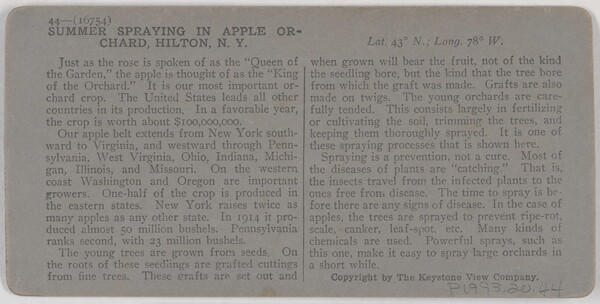 44—(16754)
SUMMER SPRAYING IN APPLE OR-
CHARD, HILTON, N. Y.
Lat. 43° N.; Long. 78° W.
Just as the rose is spoken of as the "Queen of
the Garden," the apple is thought of as the "King
of the Orchard." It is our most important or-
chard crop. The United States leads all other
countries in its production. In a favorable year,
the crop is worth about $100,000,000.
Our apple belt extends from New York south-
ward to Virginia, and westward through Penn-
sylvania, West Virginia, Ohio, Indiana, Michi-
gan, Illinois, and Missouri. On the western
coast Washington and Oregon are important
growers. One-half of the crop is produced in
the eastern states. New York raises twice as
many apples as any other state. In 1914 it pro-
duced almost 50 million bushels. Pennsylvania
ranks second, with 23 million bushels.
The young trees are grown from seeds. On
the roots of these seedlings are grafted cuttings
from fine trees. These grafts are set out and
when grown will bear the fruit, not of the kind
the seedling bore, but the kind that the tree bore
from which the graft was made. Grafts are also
made on twigs. The young orchards are care-
fully tended. This consists largely in fertilizing
or cultivating the soil, trimming the trees, and
keeping them thoroughly sprayed. It is one of
these spraying processes that is shown here.
Spraying is a prevention, not a cure. Most of
the diseases of plants are "catching." That is,
the insects travel from the infected plants to the
ones free from disease. The time to spray is be-
fore there are any signs of disease. In the case of
apples, the trees are sprayed to prevent ripe-rot,
scale, canker, leaf-spot, etc. Many kinds of
chemicals are used. Powerful sprays, such as
this one, make it easy to spray large orchards in
a short while.
Copyright by The Keystone View Company.
P1993.20.44